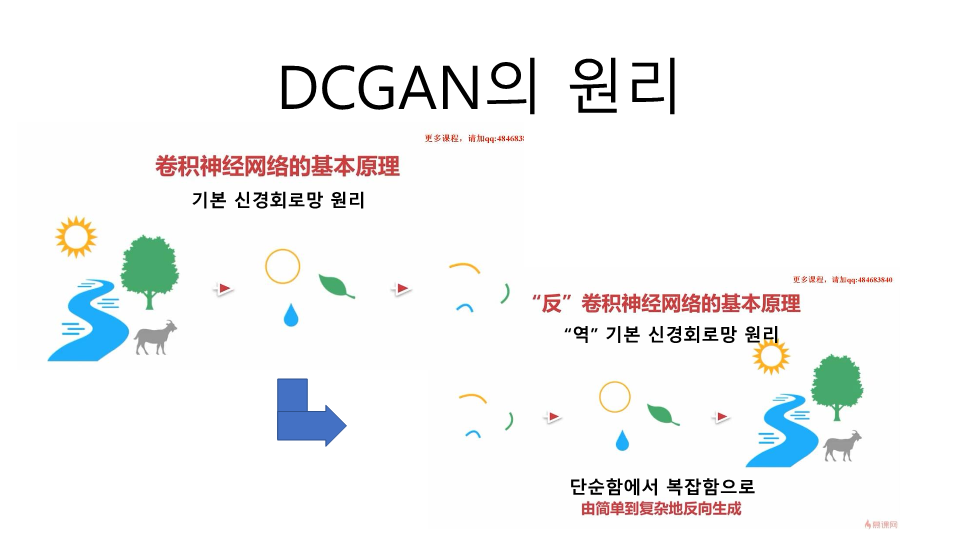 DCGAN의 원리
更多课程，请加qq:484683
卷积神经网络的基本原理
기본 신경회로망 원리
更多课程，请加qq:484683840
“反”卷积神经网络的基本原理
“역” 기본 신경회로망 원리
단순함에서 복잡함으로
由简单到复杂地反向生成
慕课网